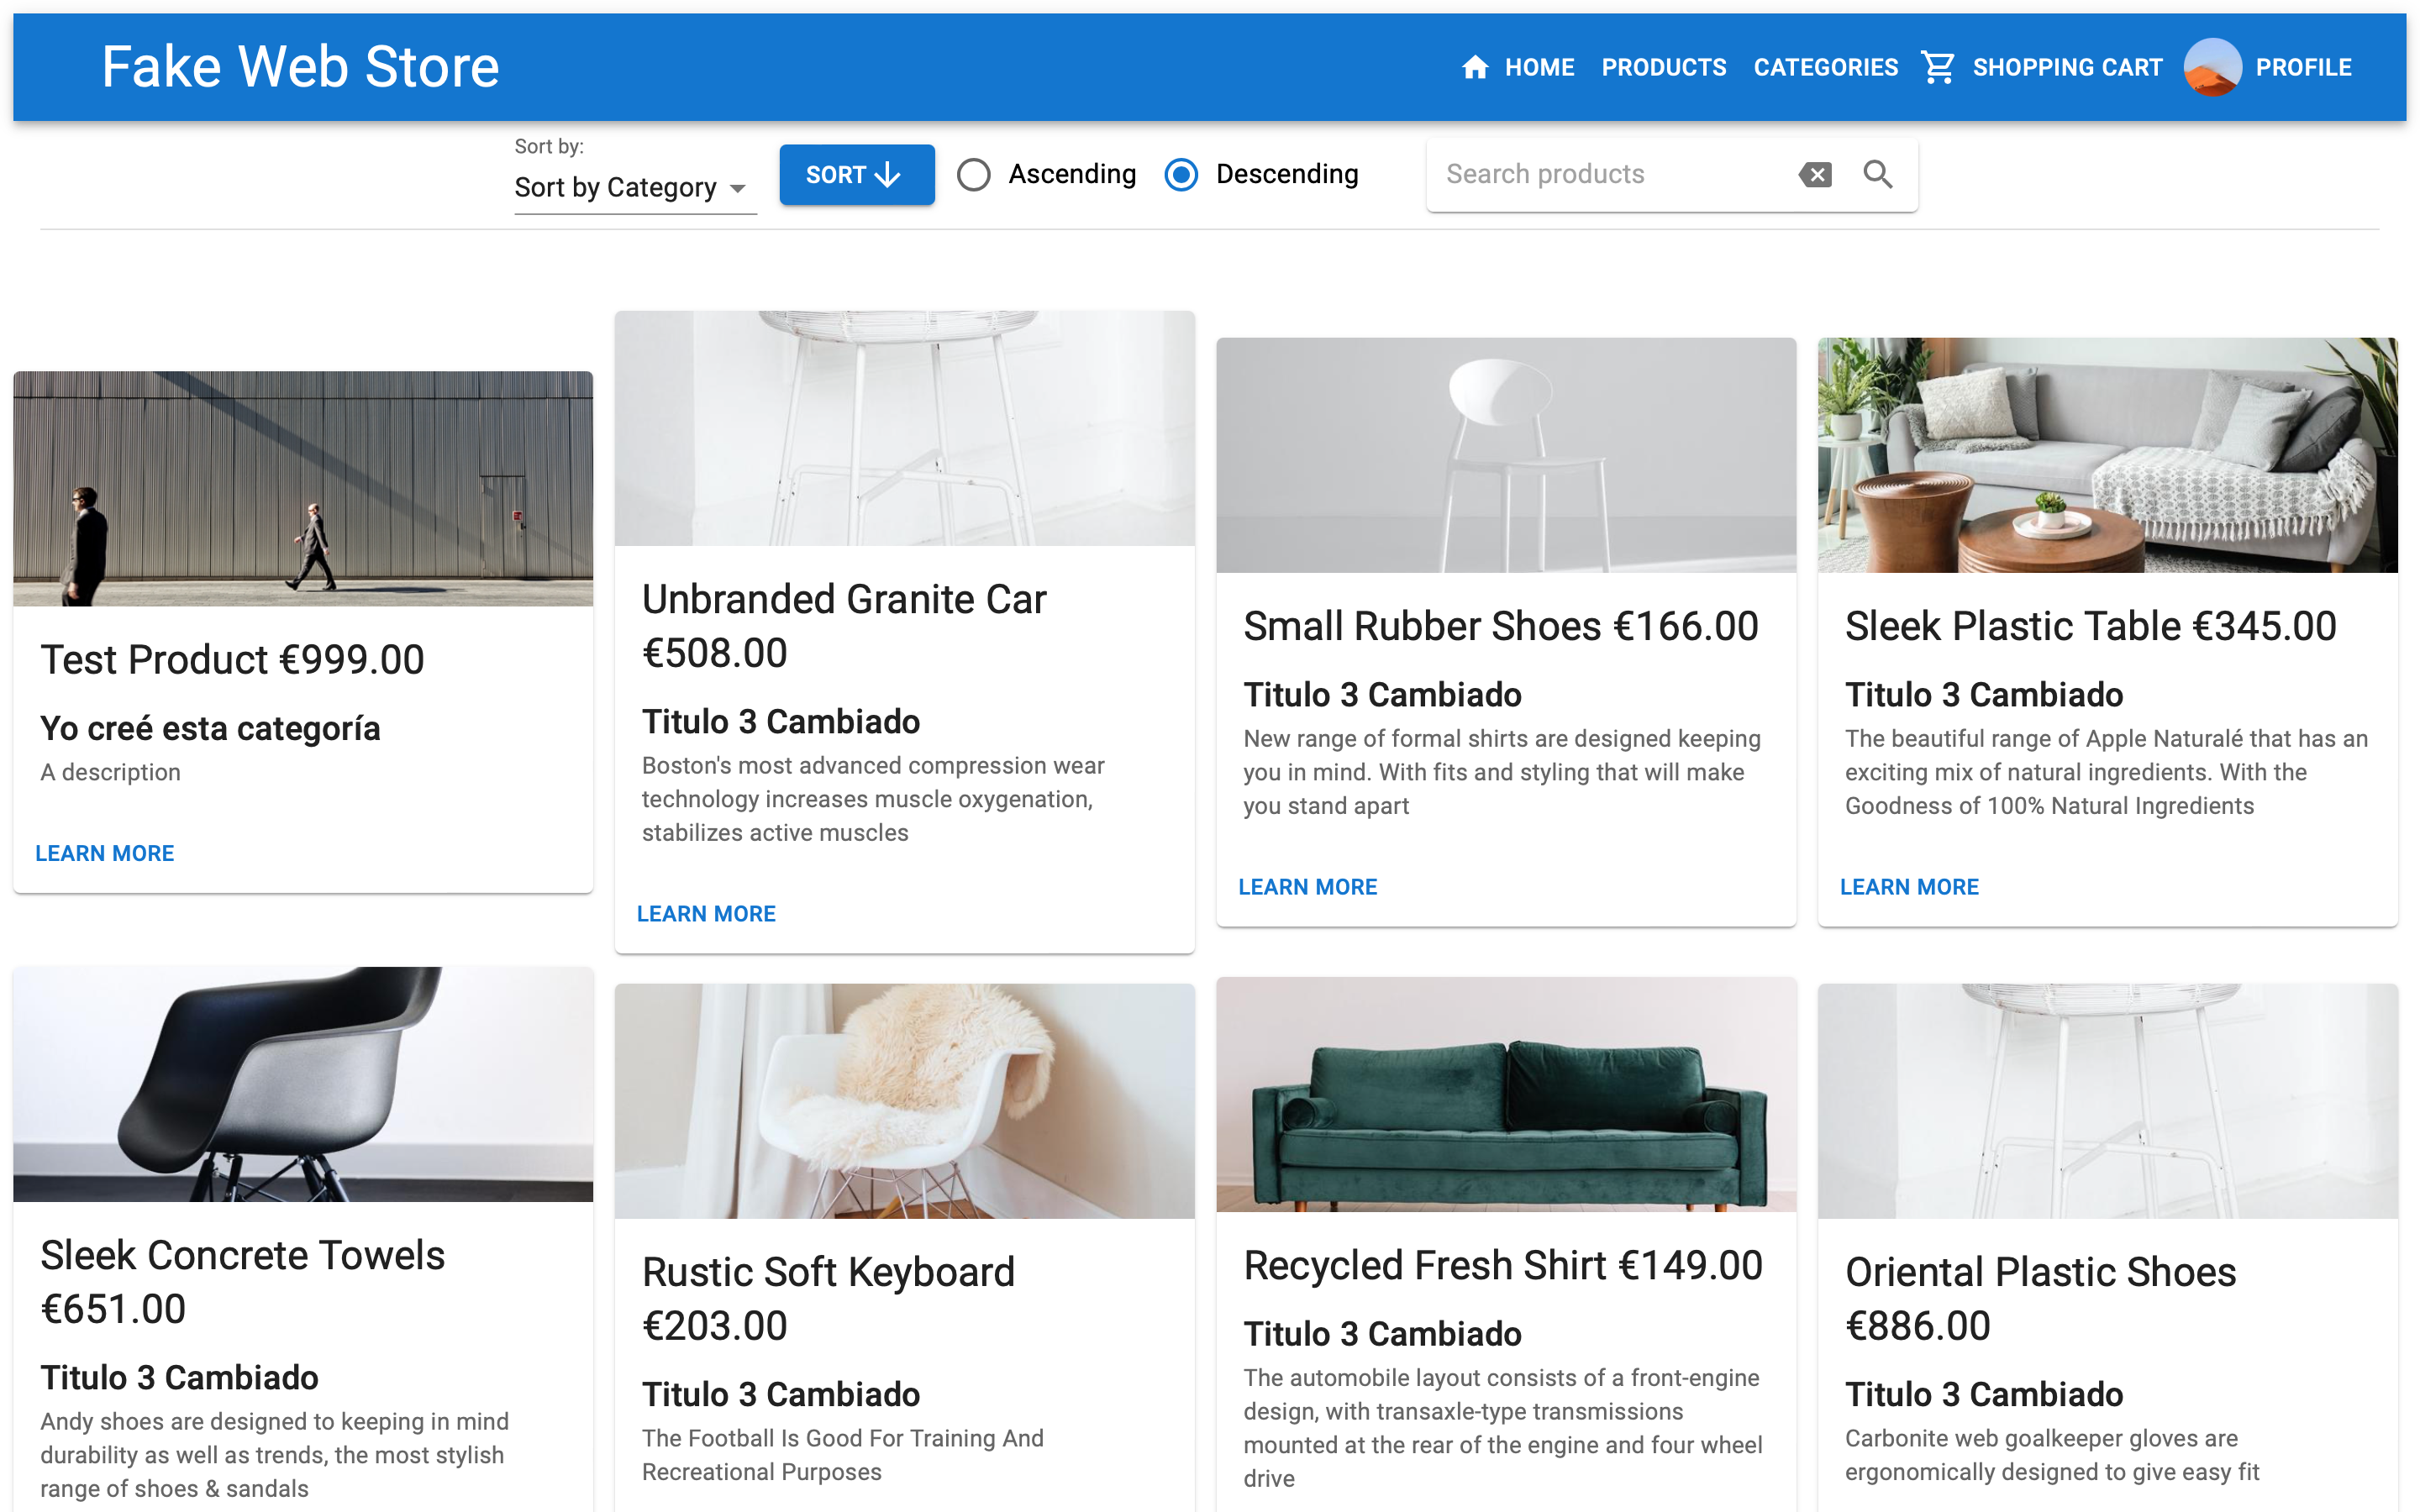 Fake Web Store
HOME
PRODUCTS
CATEGORIES
SHOPPING CART
PROFILE
Sort by:
Sort by Category
SORT
Ascending
Descending
Search products
Test Product €999.00
Yo creé esta categoría
A description
LEARN MORE
Unbranded Granite Car
€508.00
Titulo 3 Cambiado
Boston's most advanced compression wear
technology increases muscle oxygenation,
stabilizes active muscles
LEARN MORE
Small Rubber Shoes €166.00
Titulo 3 Cambiado
New range of formal shirts are designed keeping
you in mind. With fits and styling that will make
you stand apart
LEARN MORE
Sleek Plastic Table €345.00
Titulo 3 Cambiado
The beautiful range of Apple Naturalé that has an
exciting mix of natural ingredients. With the
Goodness of 100% Natural Ingredients
LEARN MORE
Sleek Concrete Towels
€651.00
Titulo 3 Cambiado
Andy shoes are designed to keeping in mind
durability as well as trends, the most stylish
range of shoes & sandals
Rustic Soft Keyboard
€203.00
Titulo 3 Cambiado
The Football Is Good For Training And
Recreational Purposes
Recycled Fresh Shirt €149.00
Titulo 3 Cambiado
The automobile layout consists of a front-engine
design, with transaxle-type transmissions
mounted at the rear of the engine and four wheel
drive
Oriental Plastic Shoes
€886.00
Titulo 3 Cambiado
Carbonite web goalkeeper gloves are
ergonomically designed to give easy fit